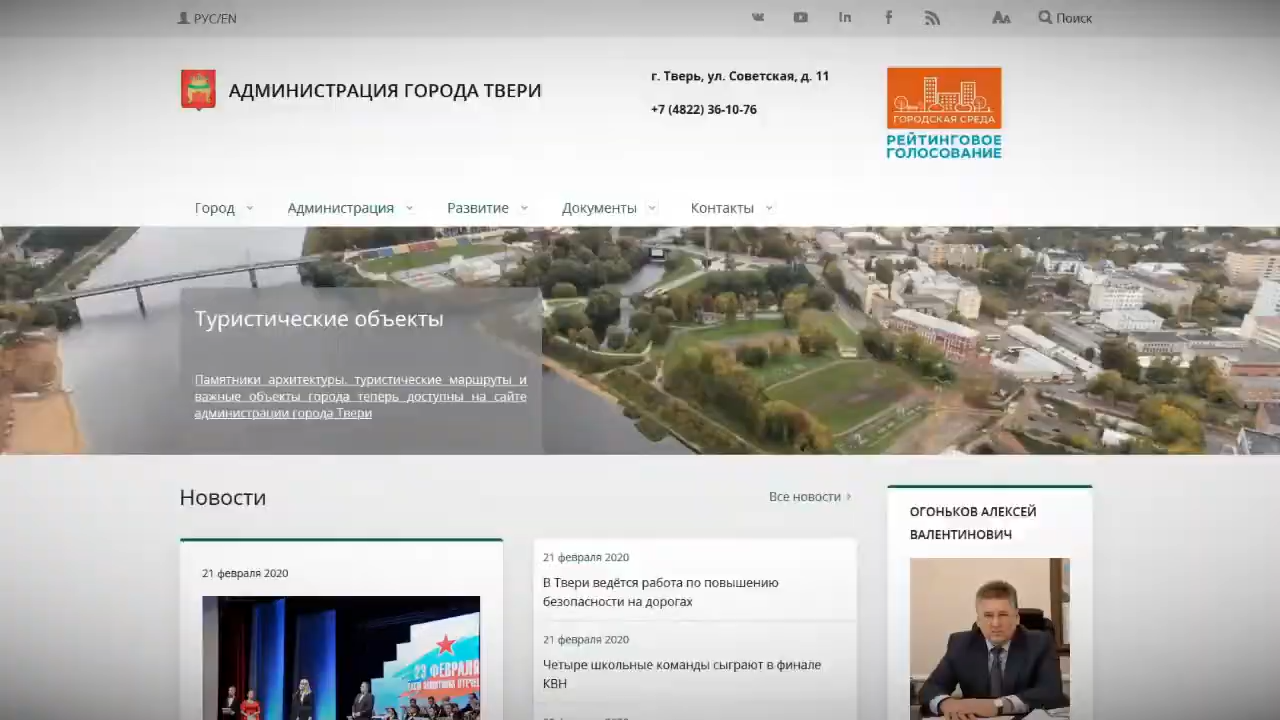 РУС/EN
Aa
Поиск
АДМИНИСТРАЦИЯ ГОРОДА ТВЕРИ
г. Тверь, ул. Советская, д. 11
+7 (4822) 36-10-76
ГОРОДСКАЯ СРЕДА
РЕЙТИНГОВОЕ
ГОЛОСОВАНИЕ
Город
Администрация
Развитие
Документы
Контакты
Туристические объекты
Памятники архитектуры, туристические маршруты и
важные объекты города теперь доступны на сайте
администрации города Твери
Новости
Все новости
21 февраля 2020
23 ФЕВРАЛЯ
21 февраля 2020
В Твери ведётся работа по повышению
безопасности на дорогах
21 февраля 2020
Четыре школьные команды сыграют в финале
КВН
ОГОНЬКОВ АЛЕКСЕЙ
ВАЛЕНТИНОВИЧ